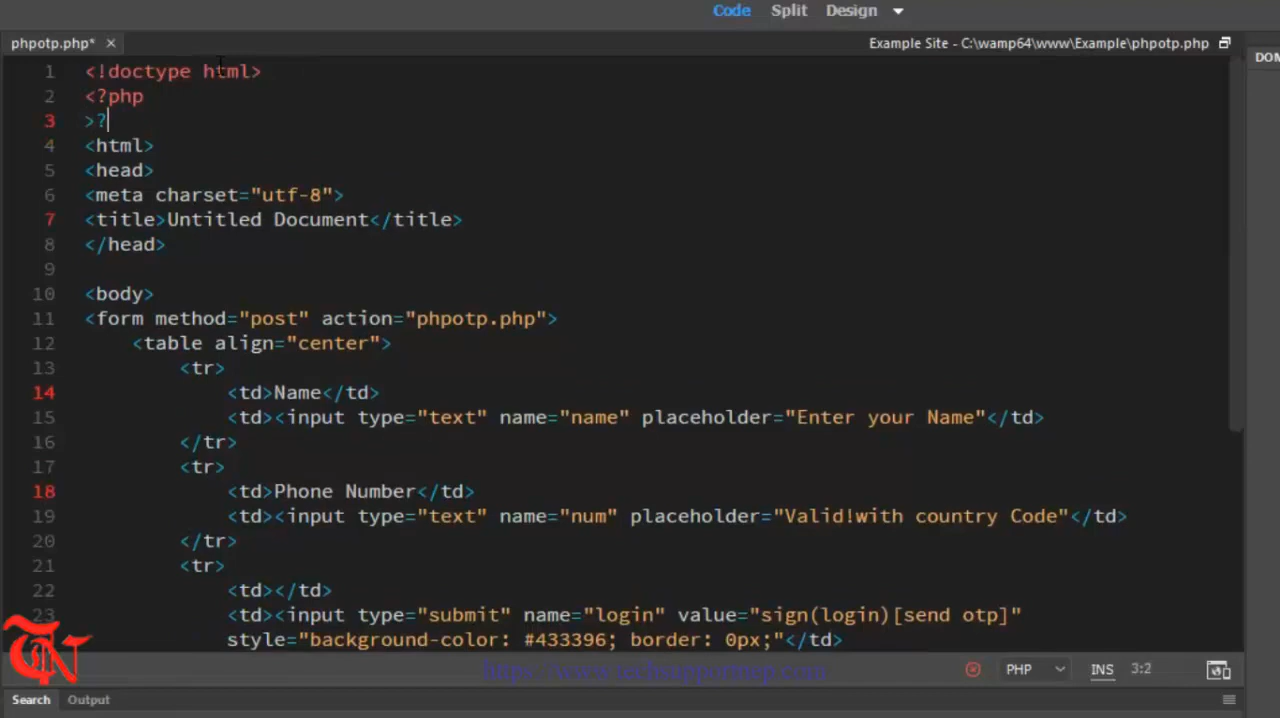 Code Split Design
phpotp.php* × Example Site - C:\wamp64\www\Example\phpotp.php
DOM
1 <!doctype html>
2 <?php
3 >?
4 <html>
5 <head>
6 <meta charset="utf-8">
7 <title>Untitled Document</title>
8 </head>
9
10 <body>
11 <form method="post" action="phpotp.php">
12 <table align="center">
13 <tr>
14 <td>Name</td>
15 <td><input type="text" name="name" placeholder="Enter your Name"</td>
16 </tr>
17 <tr>
18 <td>Phone Number</td>
19 <td><input type="text" name="num" placeholder="Valid!with country Code"</td>
20 </tr>
21 <tr>
22 <td></td>
23 <td><input type="submit" name="login" value="sign(login)[send otp]"
style="background-color: #433396; border: 0px;"</td>
PHP INS 3:2
Search Output